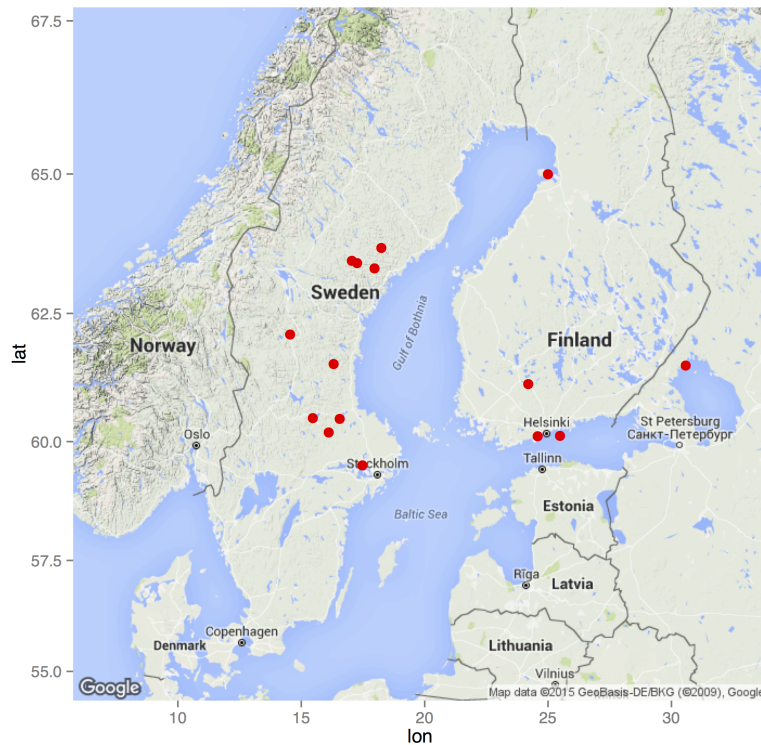 67.5
65.0
62.5
60.0
57.5
55.0
lat
Sweden
Norway
Gulf of Bothnia
Finland
Oslo
Helsinki
St Petersburg
Санкт-Петербург
Stockholm
Tallinn
Baltic Sea
Estonia
Rīga
Latvia
Copenhagen
Denmark
Lithuania
Vilnius
Google
Map data ©2015 GeoBasis-DE/BKG (©2009), Google
10
15
20
25
30
lon